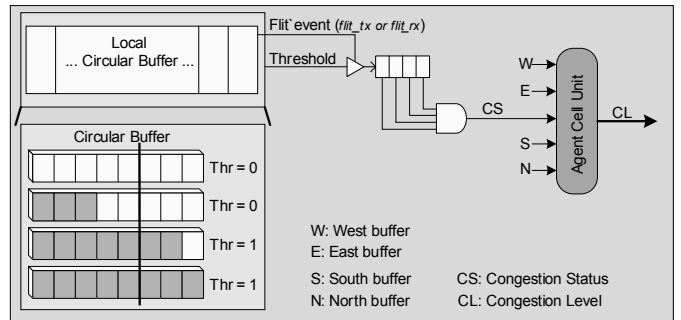 Flit`event (flit_tx or flit_rx)
Local
... Circular Buffer ...
Threshold
W
E
CS
S
N
Agent Cell Unit
CL
Circular Buffer
Thr = 0
Thr = 0
Thr = 1
Thr = 1
W: West buffer
E: East buffer
S: South buffer
CS: Congestion Status
N: North buffer
CL: Congestion Level